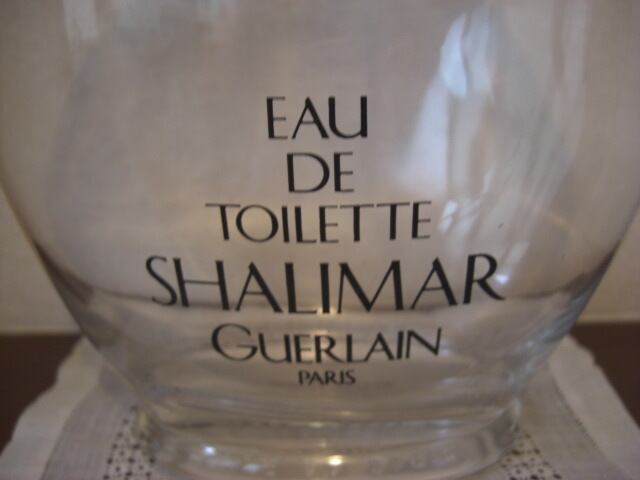 EAU
DE
TOILETTE
SHALIMAR
GUERLAIN
PARIS